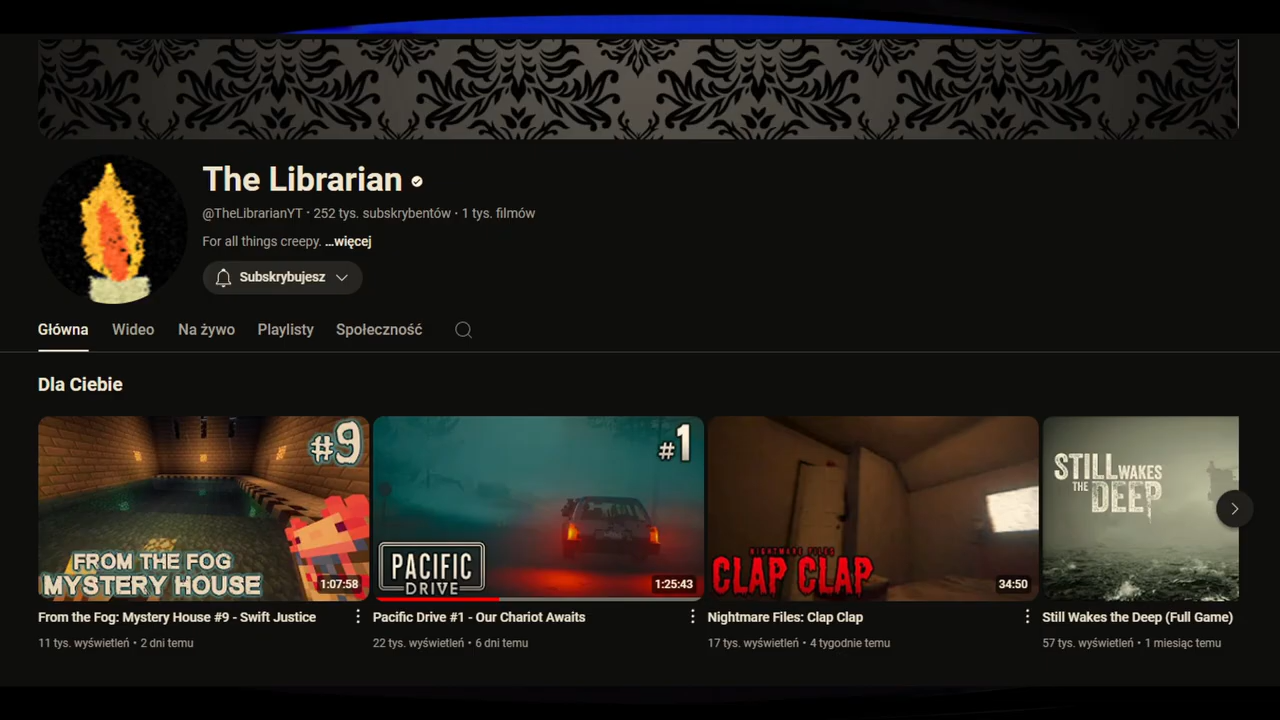 The Librarian
@TheLibrarianYT · 252 tys. subskrybentów · 1 tys. filmów
For all things creepy. ...więcej
Subskrybujesz
Główna Wideo Na żywo Playlisty Społeczność
Dla Ciebie
#9
FROM THE FOG
MYSTERY HOUSE
1:07:58
#1
PACIFIC
DRIVE
1:25:43
NIGHTMARE FILES
CLAP CLAP
34:50
STILL WAKES
THE DEEP
From the Fog: Mystery House #9 - Swift Justice
11 tys. wyświetleń • 2 dni temu
Pacific Drive #1 - Our Chariot Awaits
22 tys. wyświetleń • 6 dni temu
Nightmare Files: Clap Clap
17 tys. wyświetleń • 4 tygodnie temu
Still Wakes the Deep (Full Game)
57 tys. wyświetleń • 1 miesiąc temu